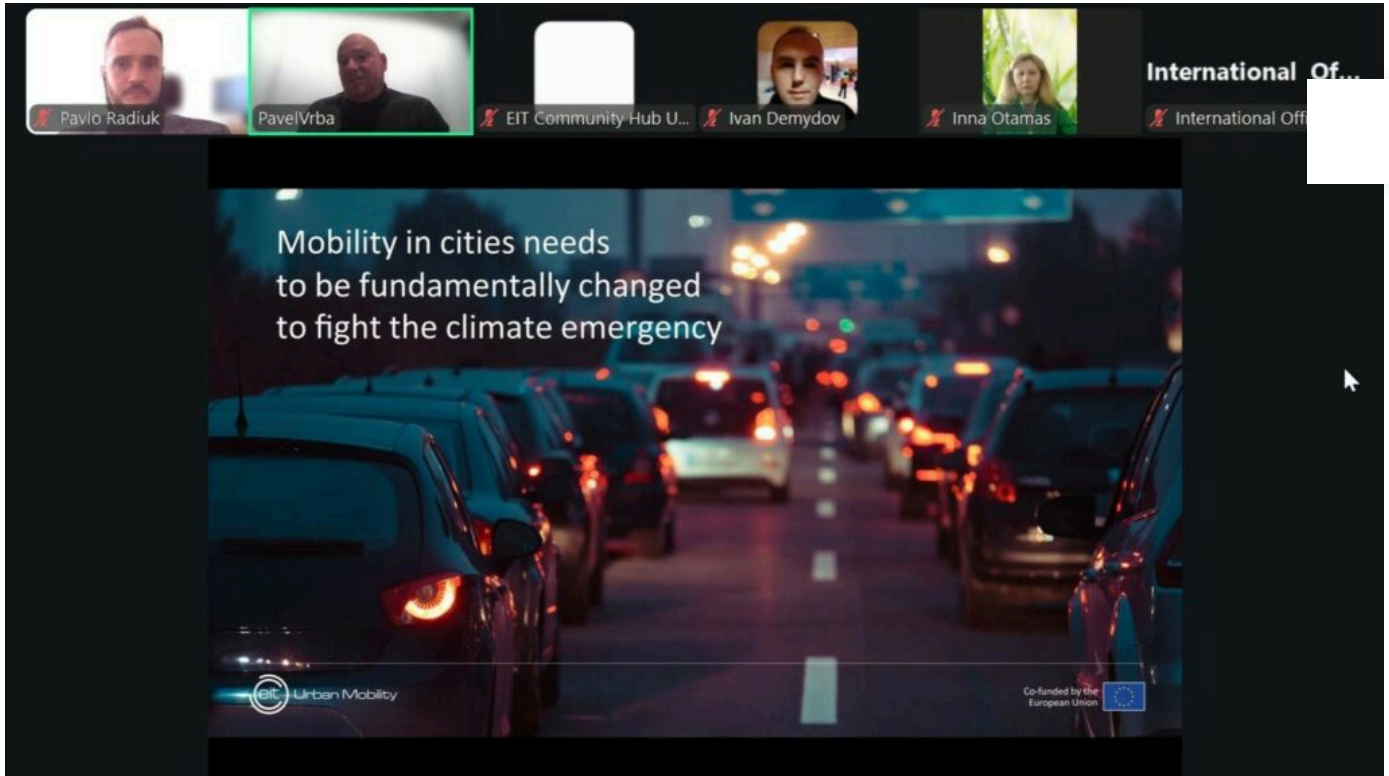 International Of...
Pavlo Radiuk
PavelVrba
EIT Community Hub U...
Ivan Demydov
Inna Otamas
International Offi
Mobility in cities needs
to be fundamentally changed
to fight the climate emergency
eit Urban Mobility
Co-funded by the
European Union